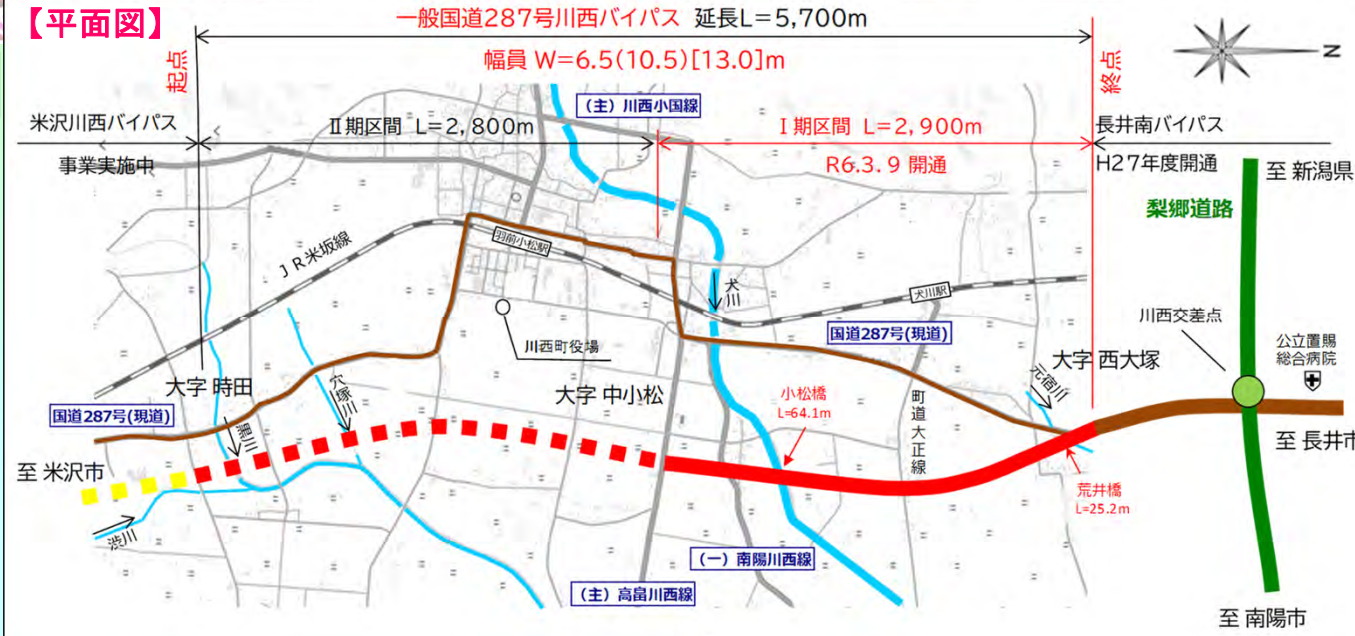 【平面図】
一般国道287号川西バイパス 延長L=5,700m
幅員 W=6.5(10.5)[13.0]m
起点
終点
N
米沢川西バイパス
事業実施中
Ⅱ期区間 L=2,800m
(主)川西小国線
Ⅰ期区間 L=2,900m
R6.3.9 開通
長井南バイパス
H27年度開通
至 新潟県
梨郷道路
JR米坂線
羽前小松駅
犬川
犬川駅
国道287号(現道)
川西町役場
川西交差点
公立置賜
総合病院
大字 時田
大字 中小松
大字 西大塚
元宿川
国道287号(現道)
黒川
穴塚川
小松橋
L=64.1m
町道大正線
至 長井市
至 米沢市
荒井橋
L=25.2m
渋川
(一)南陽川西線
(主)高畠川西線
至 南陽市